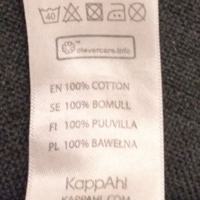 40
clevercare.info
EN 100% COTTON
SE 100% BOMULL
FI 100% PUUVILLA
PL 100% BAWEŁNA
KappAhl
KAPPAHL.COM